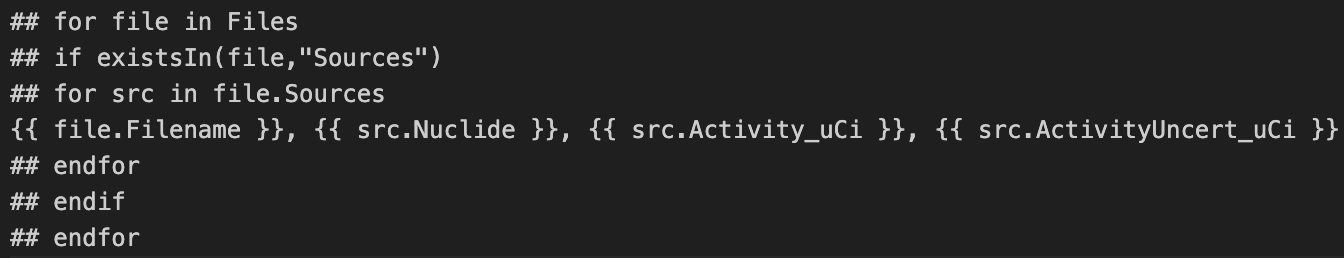 ## for file in Files
## if existsIn(file,"Sources")
## for src in file.Sources
{{ file.Filename }}, {{ src.Nuclide }}, {{ src.Activity_uCi }}, {{ src.ActivityUncert_uCi }}
## endfor
## endif
## endfor